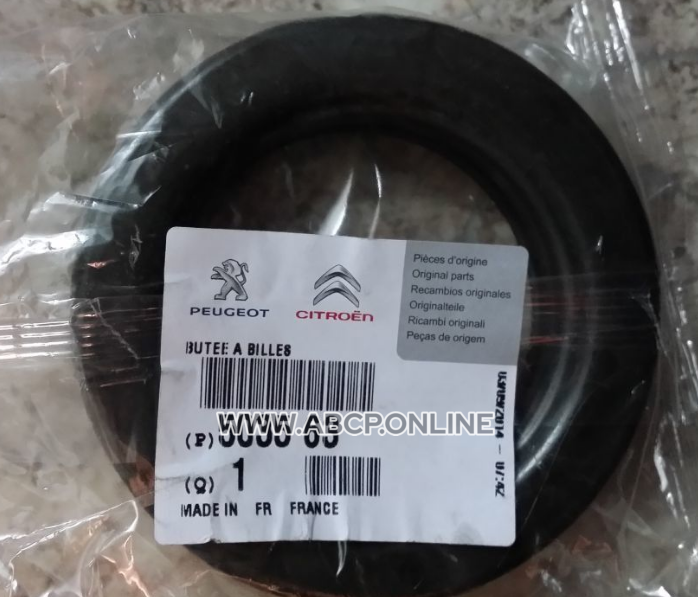 PEUGEOT
CITROËN
Pièces d'origine
Original parts
Recambios originales
Originalteile
Ricambi originali
Peças de origem
BUTEE A BILLES
WWW.ABCP.ONLINE
(P)
(Q) 1
MADE IN FR FRANCE